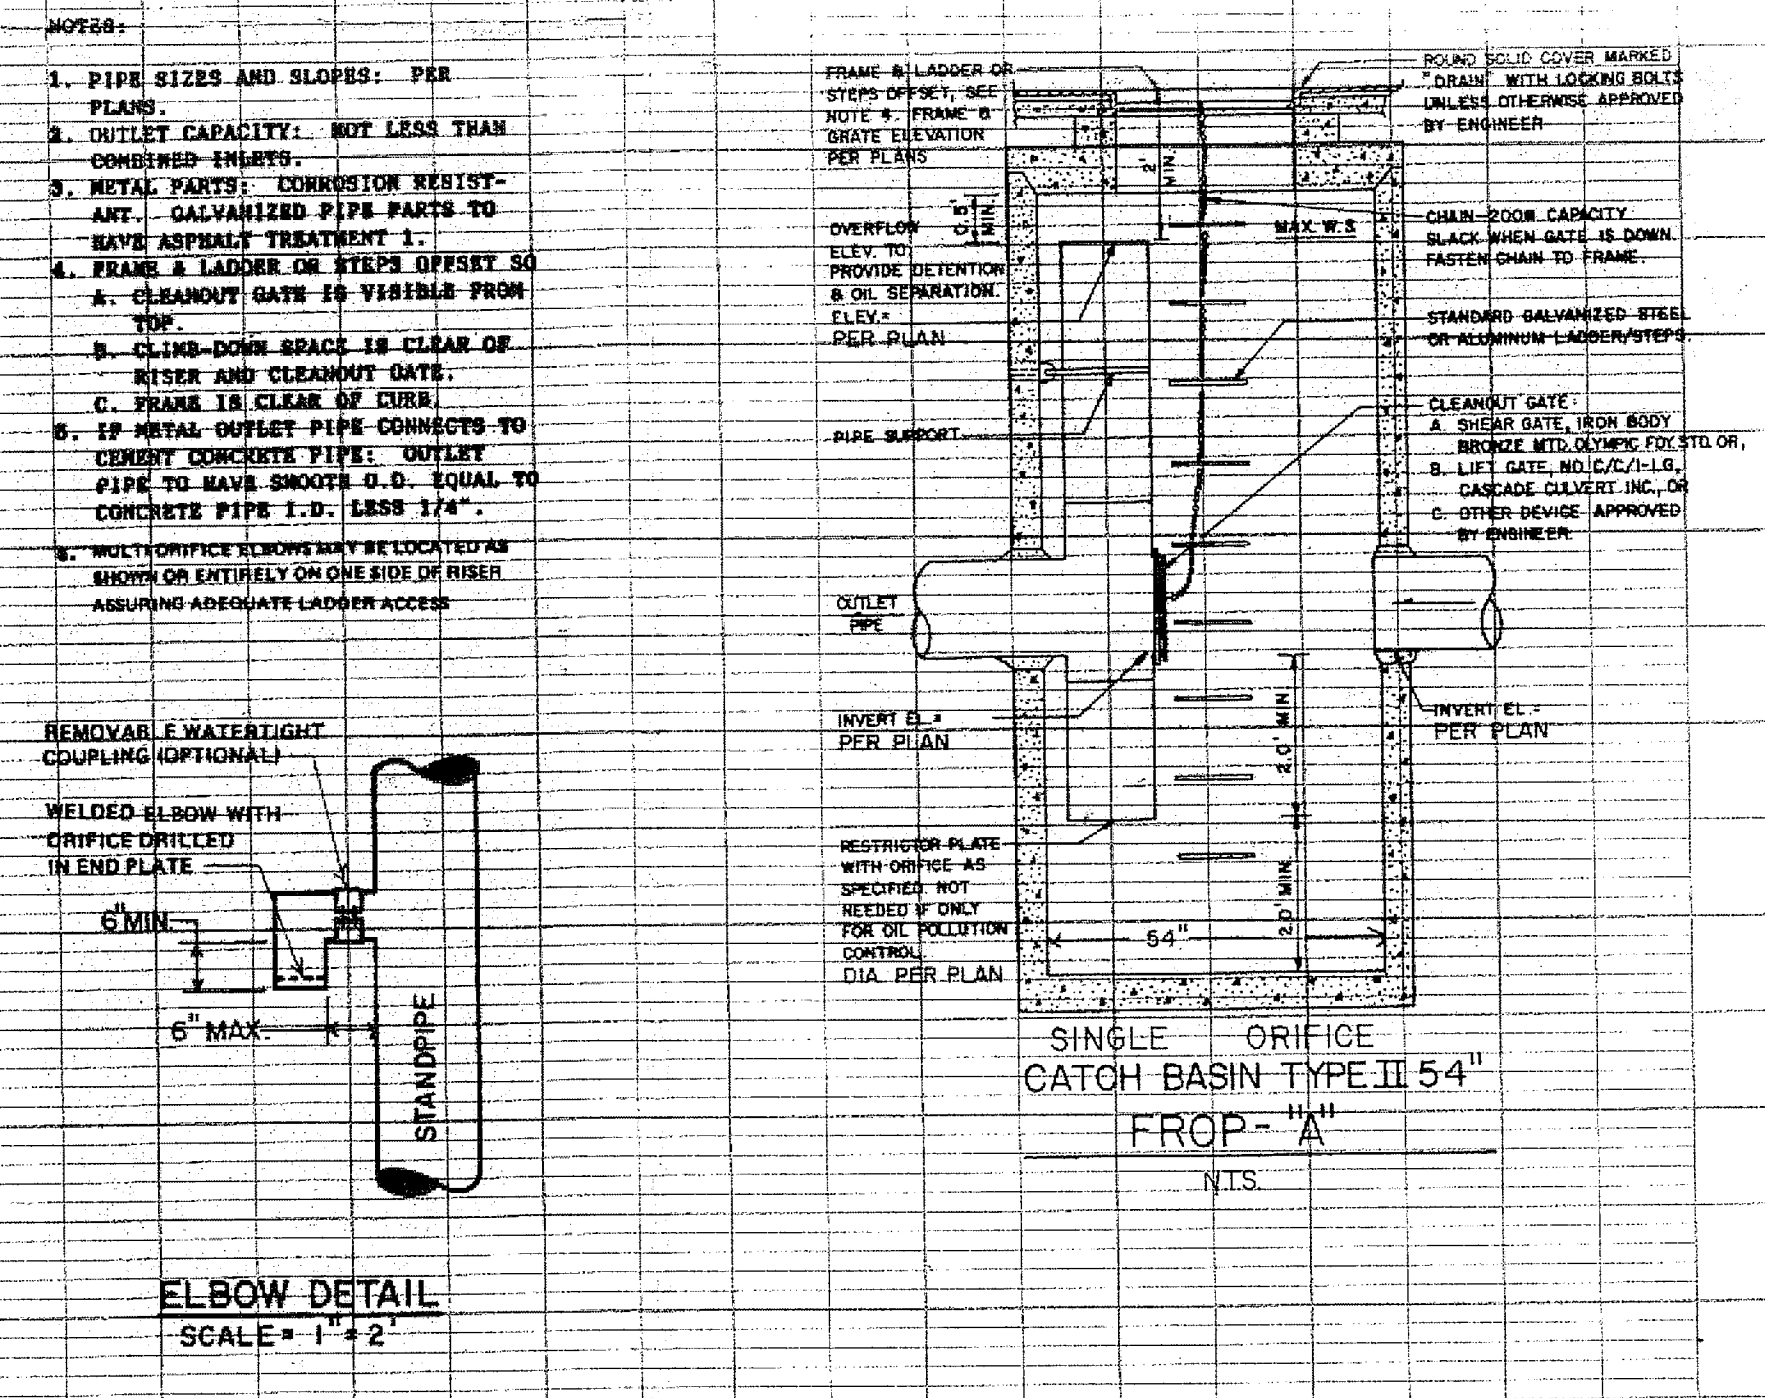 NOTES:
1. PIPE SIZES AND SLOPES: PER
PLANS.
2. OUTLET CAPACITY: NOT LESS THAN
COMBINED INLETS.
3. METAL PARTS: CORROSION RESIST-
ANT. GALVANIZED PIPE PARTS TO
HAVE ASPHALT TREATMENT 1.
4. FRAME & LADDER OR STEPS OFFSET SO
A. CLEANOUT GATE IS VISIBLE FROM
TOP.
B. CLIMB-DOWN SPACE IS CLEAR OF
RISER AND CLEANOUT GATE.
C. FRAME IS CLEAR OF CURB.
5. IF METAL OUTLET PIPE CONNECTS TO
CEMENT CONCRETE PIPE: OUTLET
PIPE TO HAVE SMOOTH O.D. EQUAL TO
CONCRETE PIPE I.D. LESS 1/4".
6. MULTI-ORIFICE ELBOWS MAY BE LOCATED AS
SHOWN OR ENTIRELY ON ONE SIDE OF RISER
ASSURING ADEQUATE LADDER ACCESS
REMOVABLE WATERTIGHT
COUPLING (OPTIONAL)
WELDED ELBOW WITH
ORIFICE DRILLED
IN END PLATE
6" MIN.
6" MAX.
STANDPIPE
ELBOW DETAIL
SCALE = 1" = 2'
FRAME & LADDER OR
STEPS OFFSET, SEE
NOTE 4. FRAME &
GRATE ELEVATION
PER PLANS
OVERFLOW
ELEV. TO
PROVIDE DETENTION
& OIL SEPARATION.
ELEV.=
PER PLAN
PIPE SUPPORT
OUTLET
PIPE
INVERT EL.=
PER PLAN
RESTRICTOR PLATE
WITH ORIFICE AS
SPECIFIED. NOT
NEEDED IF ONLY
FOR OIL POLLUTION
CONTROL.
DIA. PER PLAN
0.5'
MIN.
2'
MIN.
MAX. W.S.
2.0' MIN.
2.0' MIN.
54"
ROUND SOLID COVER MARKED
"DRAIN" WITH LOCKING BOLTS
UNLESS OTHERWISE APPROVED
BY ENGINEER
CHAIN-200# CAPACITY
SLACK WHEN GATE IS DOWN.
FASTEN CHAIN TO FRAME.
STANDARD GALVANIZED STEEL
OR ALUMINUM LADDER/STEPS.
CLEANOUT GATE:
A. SHEAR GATE, IRON BODY
BRONZE MTD. OLYMPIC FDY. STD. OR,
B. LIFT GATE, NO. C/C/1-LG,
CASCADE CULVERT INC., OR
C. OTHER DEVICE APPROVED
BY ENGINEER.
INVERT EL.=
PER PLAN
SINGLE ORIFICE
CATCH BASIN TYPE II 54"
FROP-"A"
N.T.S.